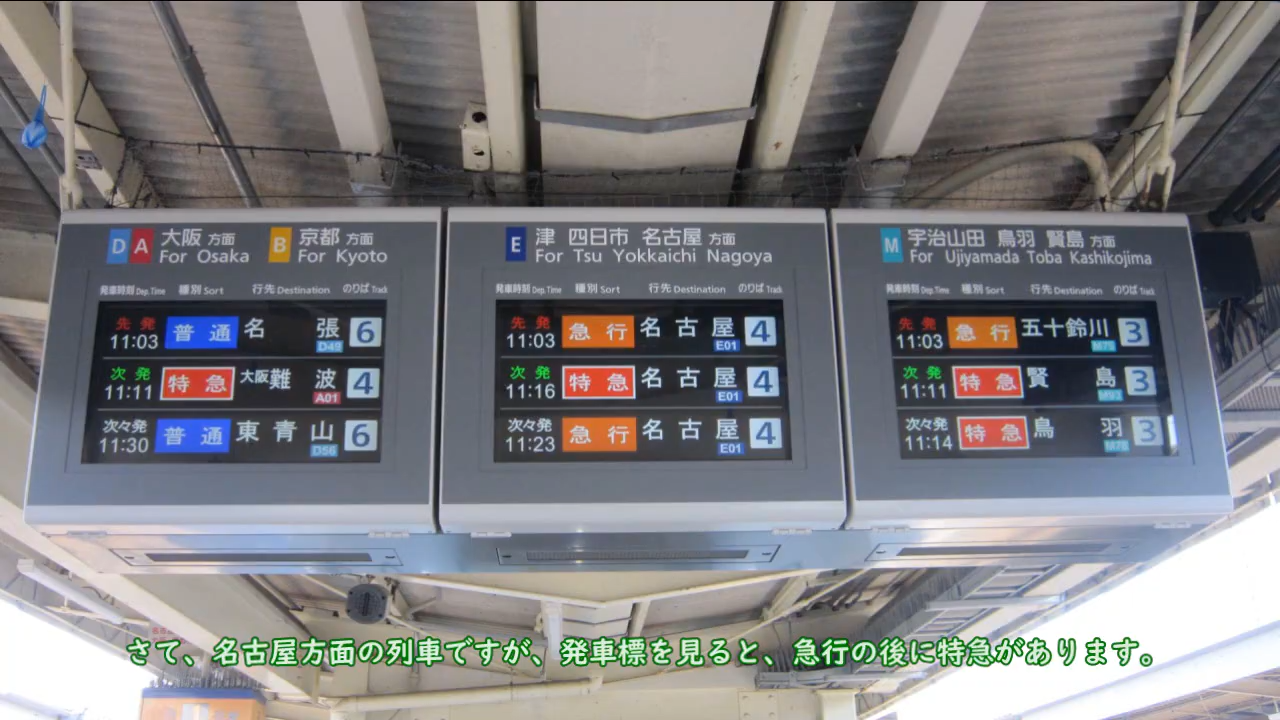 D A 大阪 方面 B 京都 方面
For Osaka For Kyoto
発車時刻 Dep.Time 種別 Sort 行先 Destination のりば Track
先発 11:03 普通 名張 D49 6
次発 11:11 特急 大阪難波 A01 4
次々発 11:30 普通 東青山 D56 6
E 津 四日市 名古屋 方面
For Tsu Yokkaichi Nagoya
発車時刻 Dep.Time 種別 Sort 行先 Destination のりば Track
先発 11:03 急行 名古屋 E01 4
次発 11:16 特急 名古屋 E01 4
次々発 11:23 急行 名古屋 E01 4
M 宇治山田 鳥羽 賢島 方面
For Ujiyamada Toba Kashikojima
発車時刻 Dep.Time 種別 Sort 行先 Destination のりば Track
先発 11:03 急行 五十鈴川 M75 3
次発 11:11 特急 賢島 M93 3
次々発 11:14 特急 鳥羽 M78 3
さて、名古屋方面の列車ですが、発車標を見ると、急行の後に特急があります。